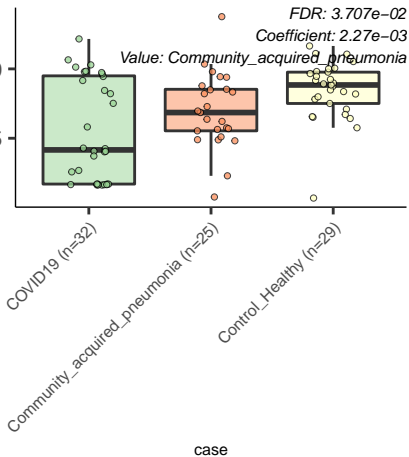 FDR: 3.707e−02
Coefficient: 2.27e−03
Value: Community_acquired_pneumonia
COVID19 (n=32)
Community_acquired_pneumonia (n=25)
Control_Healthy (n=29)
case